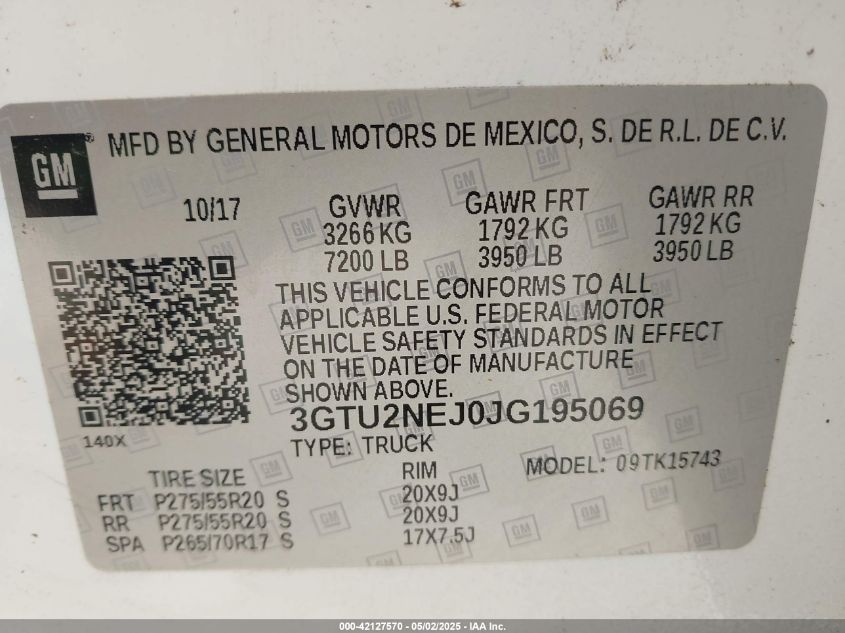 GM ® MFD BY GENERAL MOTORS DE MEXICO, S. DE R.L. DE C.V.
10/17 GVWR GAWR FRT GAWR RR
3266 KG 1792 KG 1792 KG
7200 LB 3950 LB 3950 LB
THIS VEHICLE CONFORMS TO ALL
APPLICABLE U.S. FEDERAL MOTOR
VEHICLE SAFETY STANDARDS IN EFFECT
ON THE DATE OF MANUFACTURE
SHOWN ABOVE.
3GTU2NEJ0JG195069
140X TYPE: TRUCK
TIRE SIZE RIM MODEL: 09TK15743
FRT P275/55R20 S 20X9J
RR P275/55R20 S 20X9J
SPA P265/70R17 S 17X7.5J
000-42127570 - 05/02/2025 - IAA Inc.